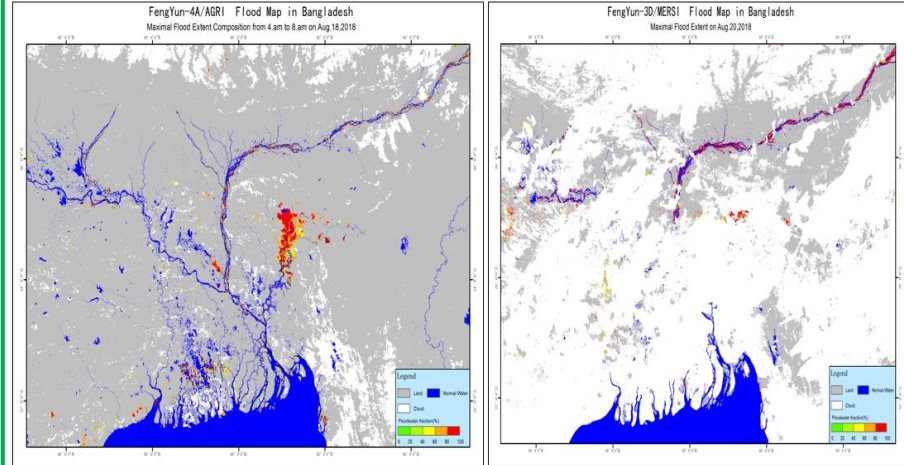 FengYun-4A/AGRI Flood Map in Bangladesh
Maximal Flood Extent Composition from 4.am to 8.am on Aug.18,2018
Legend
Land Normal Water
Cloud
Floodwater fraction(%)
0 20 40 60 80 100
FengYun-3D/MERSI Flood Map in Bangladesh
Maximal Flood Extent on Aug.20,2018
Legend
Land Normal Water
Cloud
Floodwater fraction(%)
0 20 40 60 80 100